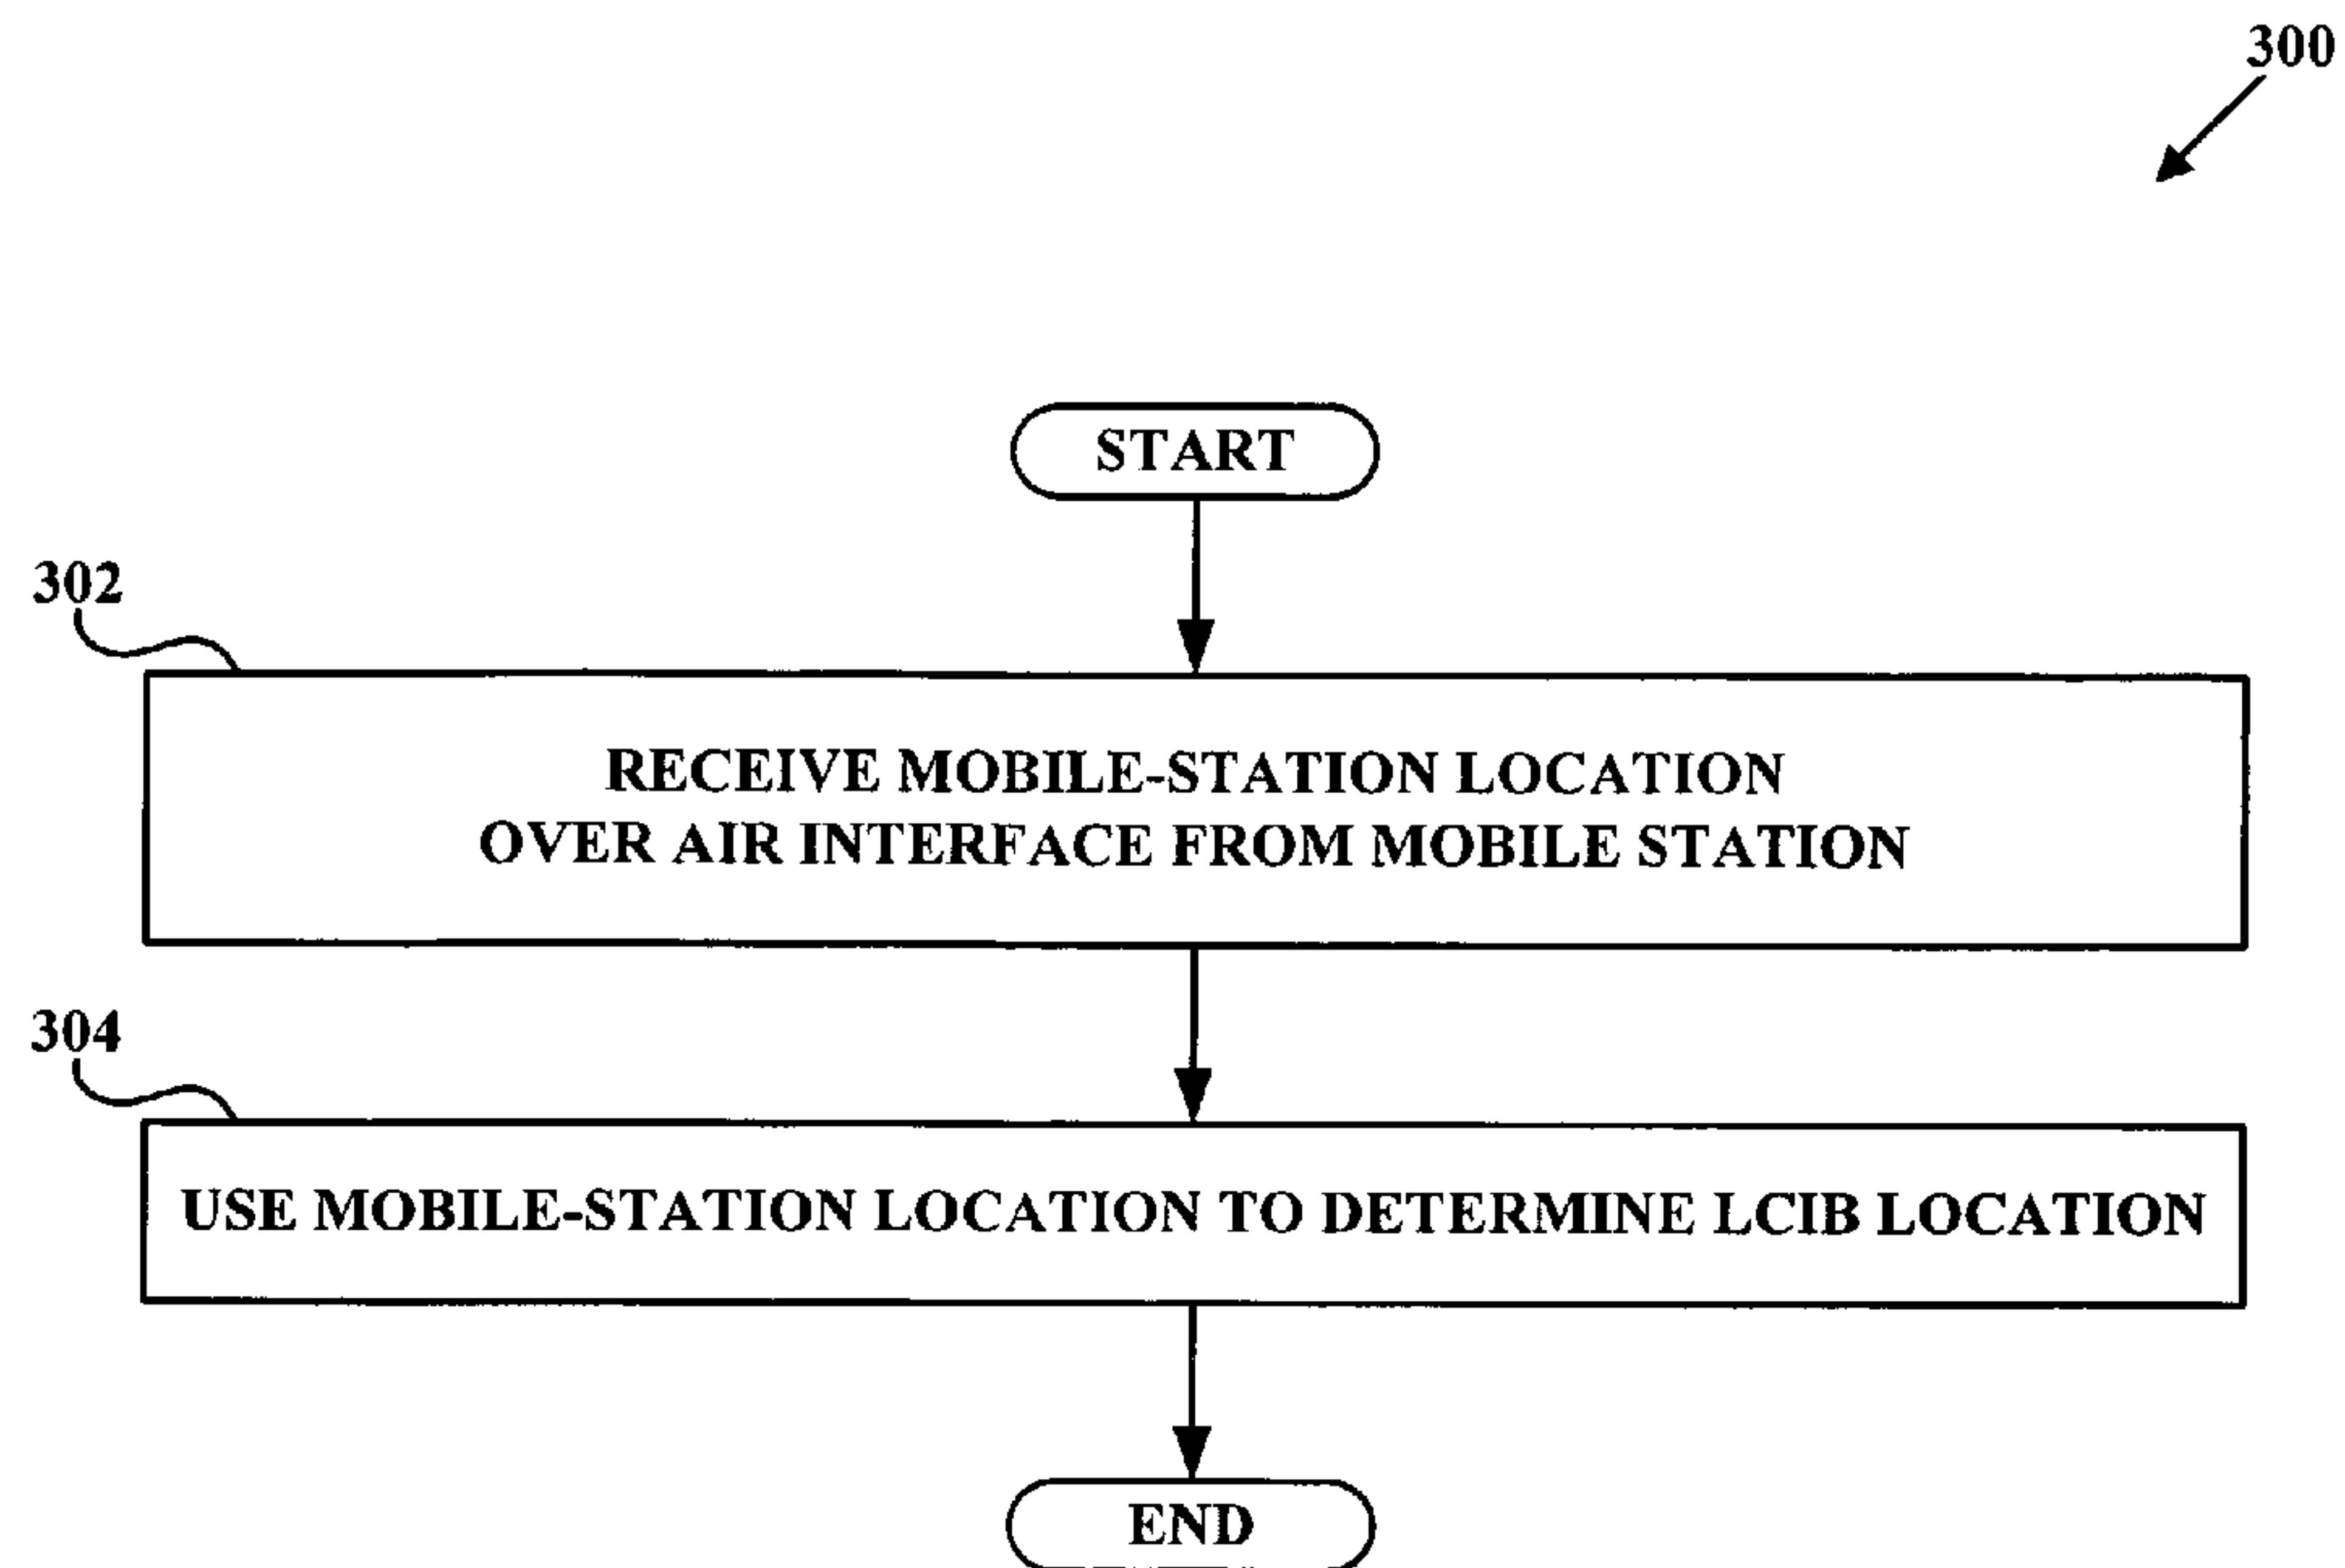 300
START
302
RECEIVE MOBILE-STATION LOCATION
OVER AIR INTERFACE FROM MOBILE STATION
304
USE MOBILE-STATION LOCATION TO DETERMINE LCIB LOCATION
END